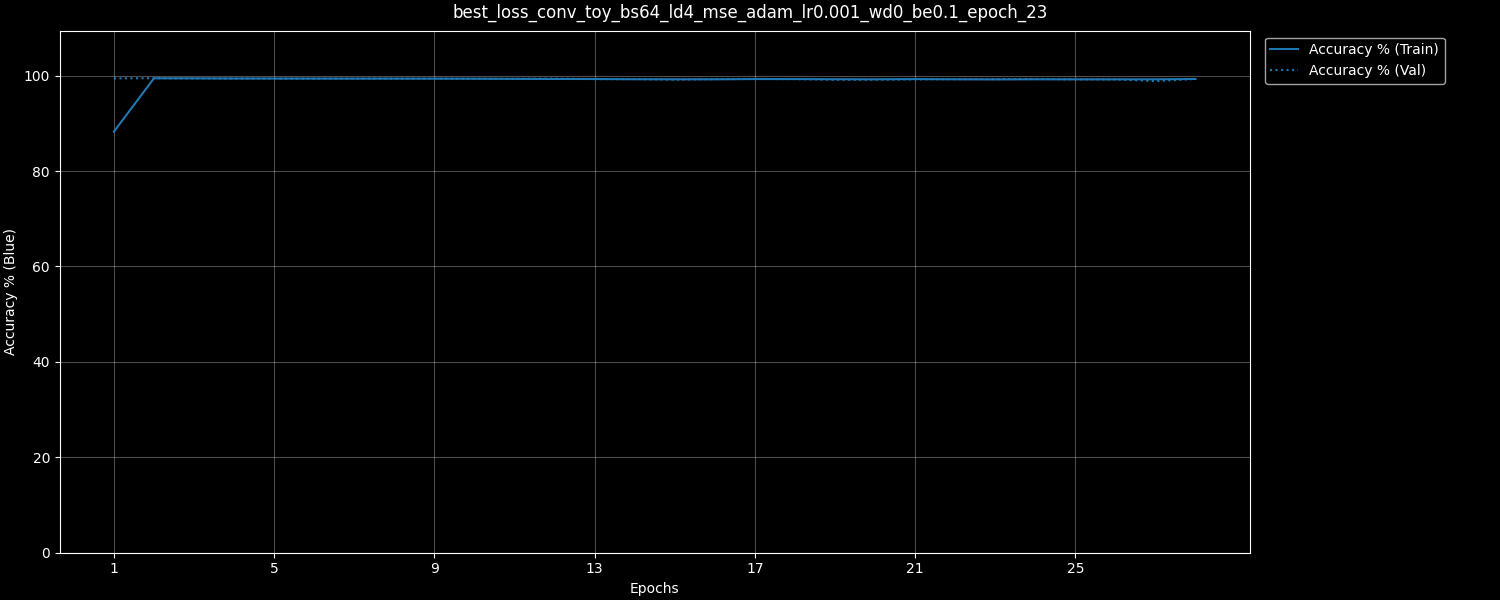 best_loss_conv_toy_bs64_ld4_mse_adam_lr0.001_wd0_be0.1_epoch_23
Accuracy % (Train)
Accuracy % (Val)
Accuracy % (Blue)
100
80
60
40
20
0
1 5 9 13 17 21 25
Epochs